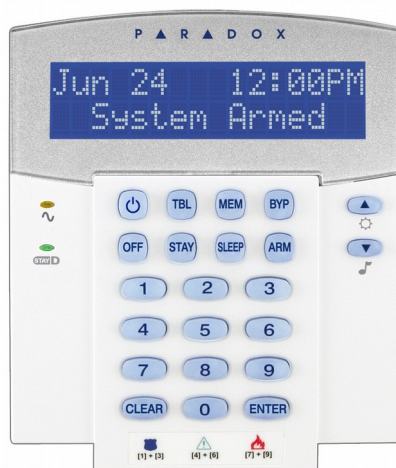 PARADOX
Jun 24 12:00PM
System Armed
TBL MEM BYP
STAY D
OFF STAY SLEEP ARM
1 2 3
4 5 6
7 8 9
CLEAR 0 ENTER
[1] + [3] [4] + [6] [7] + [9]